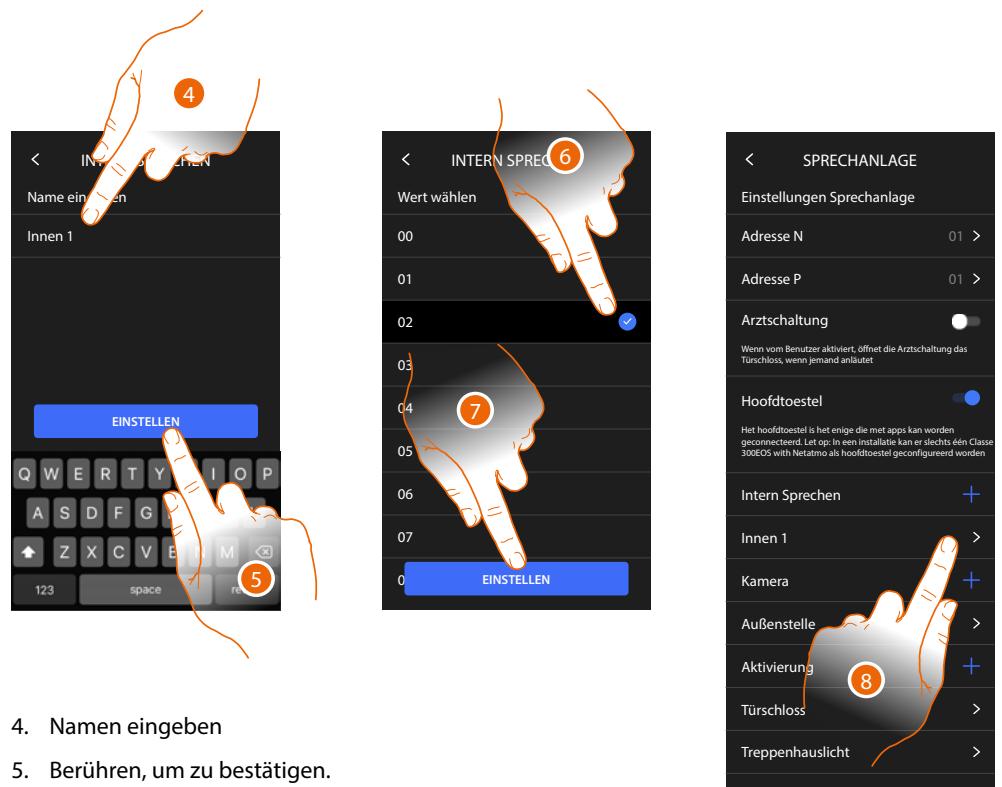 4
INTERN SPRECHEN
Name eingeben
Innen 1
EINSTELLEN
Q W E R T Y I O P
A S D F G
Z X C V B N M
123 space
5
6
INTERN SPREC
Wert wählen
00
01
02
03
04
05
06
07
0
EINSTELLEN
7
SPRECHANLAGE
Einstellungen Sprechanlage
Adresse N 01
Adresse P 01
Arztschaltung
Wenn vom Benutzer aktiviert, öffnet die Arztschaltung das
Türschloss, wenn jemand anläutet
Hoofdtoestel
Het hoofdtoestel is het enige die met apps kan worden
geconnecteerd. Let op: In een installatie kan er slechts één Classe
300EOS with Netatmo als hoofdtoestel geconfigureerd worden
Intern Sprechen
Innen 1
Kamera
Außenstelle
Aktivierung
Türschloss
Treppenhauslicht
8
4. Namen eingeben
5. Berühren, um zu bestätigen.